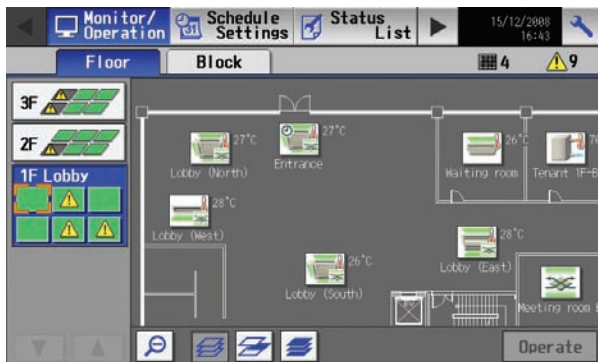 Monitor/
Operation
Schedule
Settings
Status
List
15/12/2008
16:43
Floor
Block
4
9
3F
2F
1F Lobby
27°C
Lobby (North)
27°C
Entrance
26°C
Waiting room
Tenant 1F-B
28°C
Lobby (West)
26°C
Lobby (South)
28°C
Lobby (East)
Meeting room
Operate